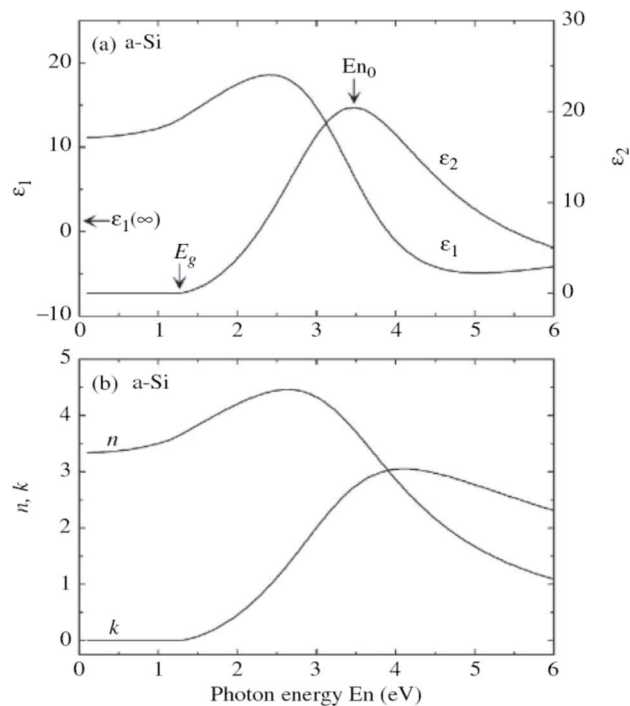 (a) a-Si
30
20
10
0
−10
ε₁
ε₁(∞)
E_g
En₀
ε₂
ε₁
20
10
0
ε₂
0 1 2 3 4 5 6
(b) a-Si
5
4
3
2
1
0
n, k
n
k
0 1 2 3 4 5 6
Photon energy En (eV)